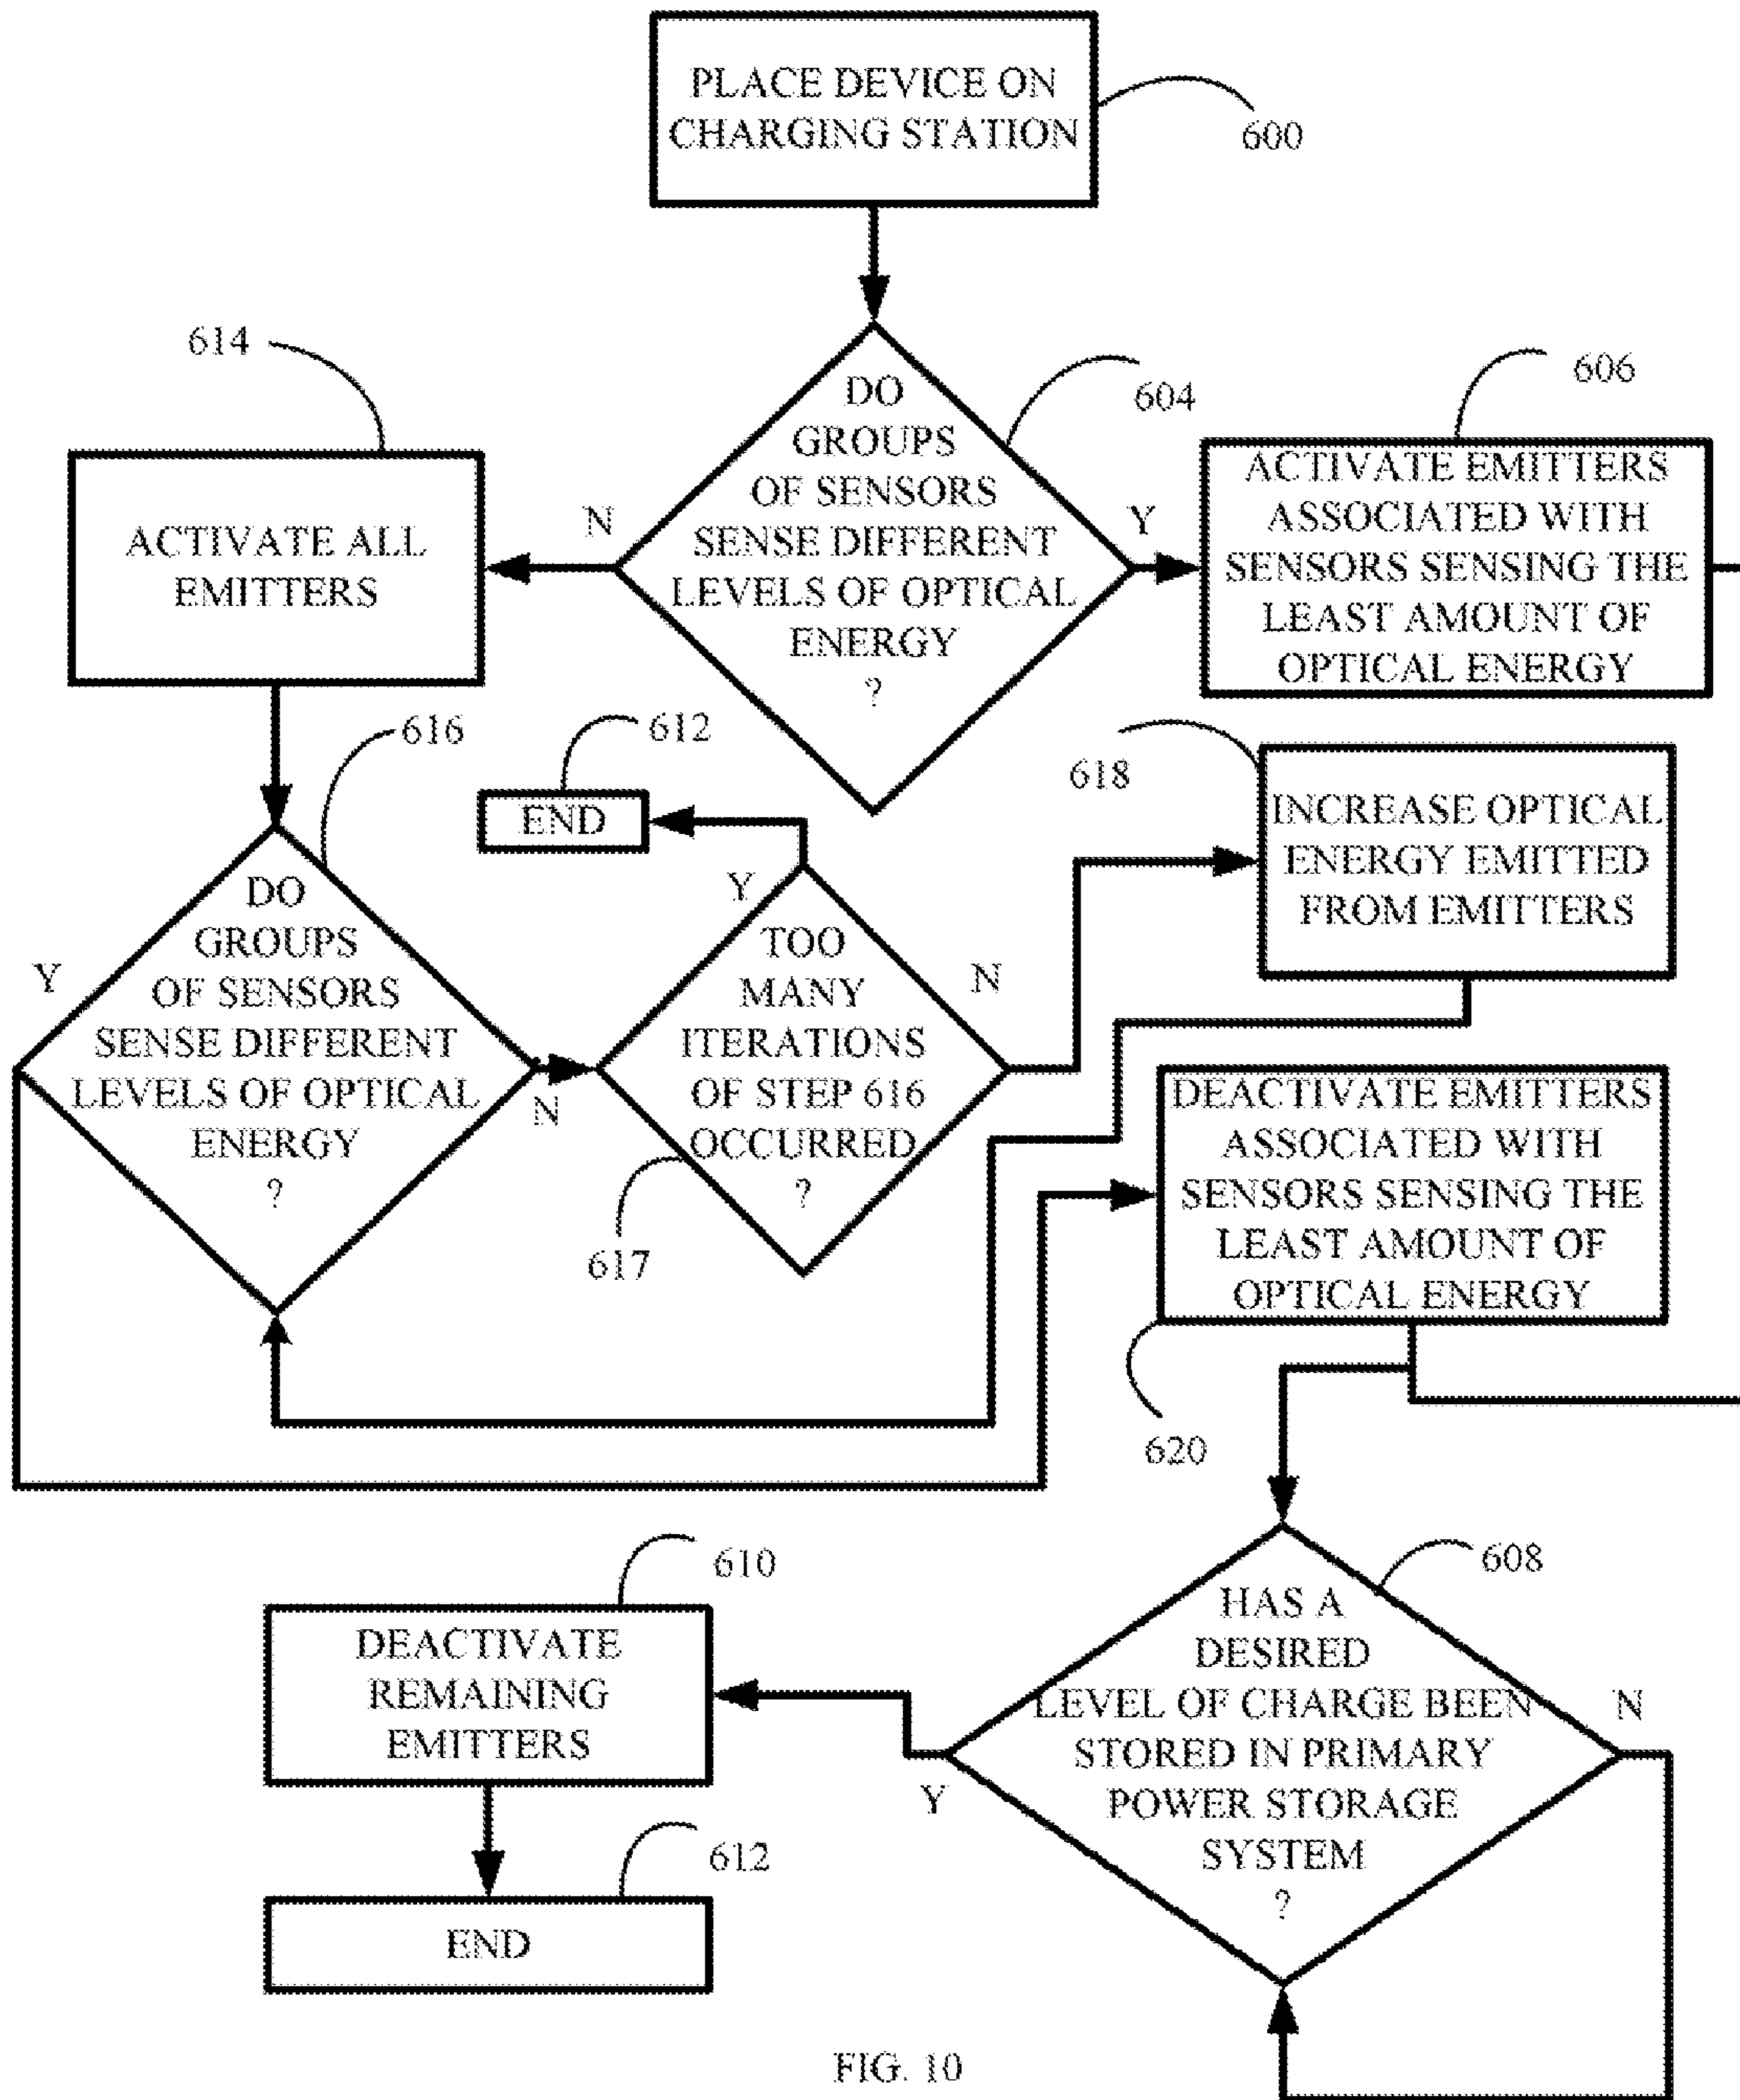 PLACE DEVICE ON
CHARGING STATION
600
614
DO
GROUPS
OF SENSORS
SENSE DIFFERENT
LEVELS OF OPTICAL
ENERGY
?
604
606
N
Y
ACTIVATE ALL
EMITTERS
ACTIVATE EMITTERS
ASSOCIATED WITH
SENSORS SENSING THE
LEAST AMOUNT OF
OPTICAL ENERGY
616
612
END
618
INCREASE OPTICAL
ENERGY EMITTED
FROM EMITTERS
DO
GROUPS
OF SENSORS
SENSE DIFFERENT
LEVELS OF OPTICAL
ENERGY
?
Y
N
Y
TOO
MANY
ITERATIONS
OF STEP 616
OCCURRED
?
N
617
DEACTIVATE EMITTERS
ASSOCIATED WITH
SENSORS SENSING THE
LEAST AMOUNT OF
OPTICAL ENERGY
620
610
608
DEACTIVATE
REMAINING
EMITTERS
HAS A
DESIRED
LEVEL OF CHARGE BEEN
STORED IN PRIMARY
POWER STORAGE
SYSTEM
?
N
Y
612
END
FIG. 10